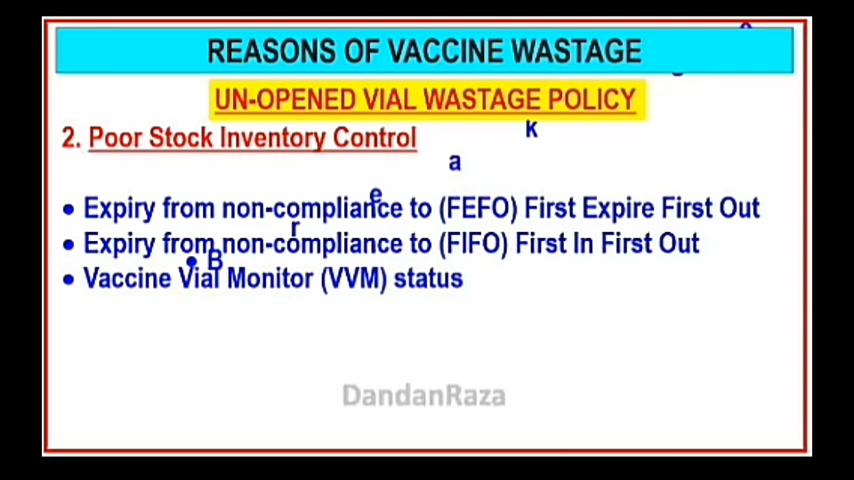 REASONS OF VACCINE WASTAGE
UN-OPENED VIAL WASTAGE POLICY
2. Poor Stock Inventory Control
k
a
e
• Expiry from non-compliance to (FEFO) First Expire First Out
r
• Expiry from non-compliance to (FIFO) First In First Out
• B
• Vaccine Vial Monitor (VVM) status
DandanRaza